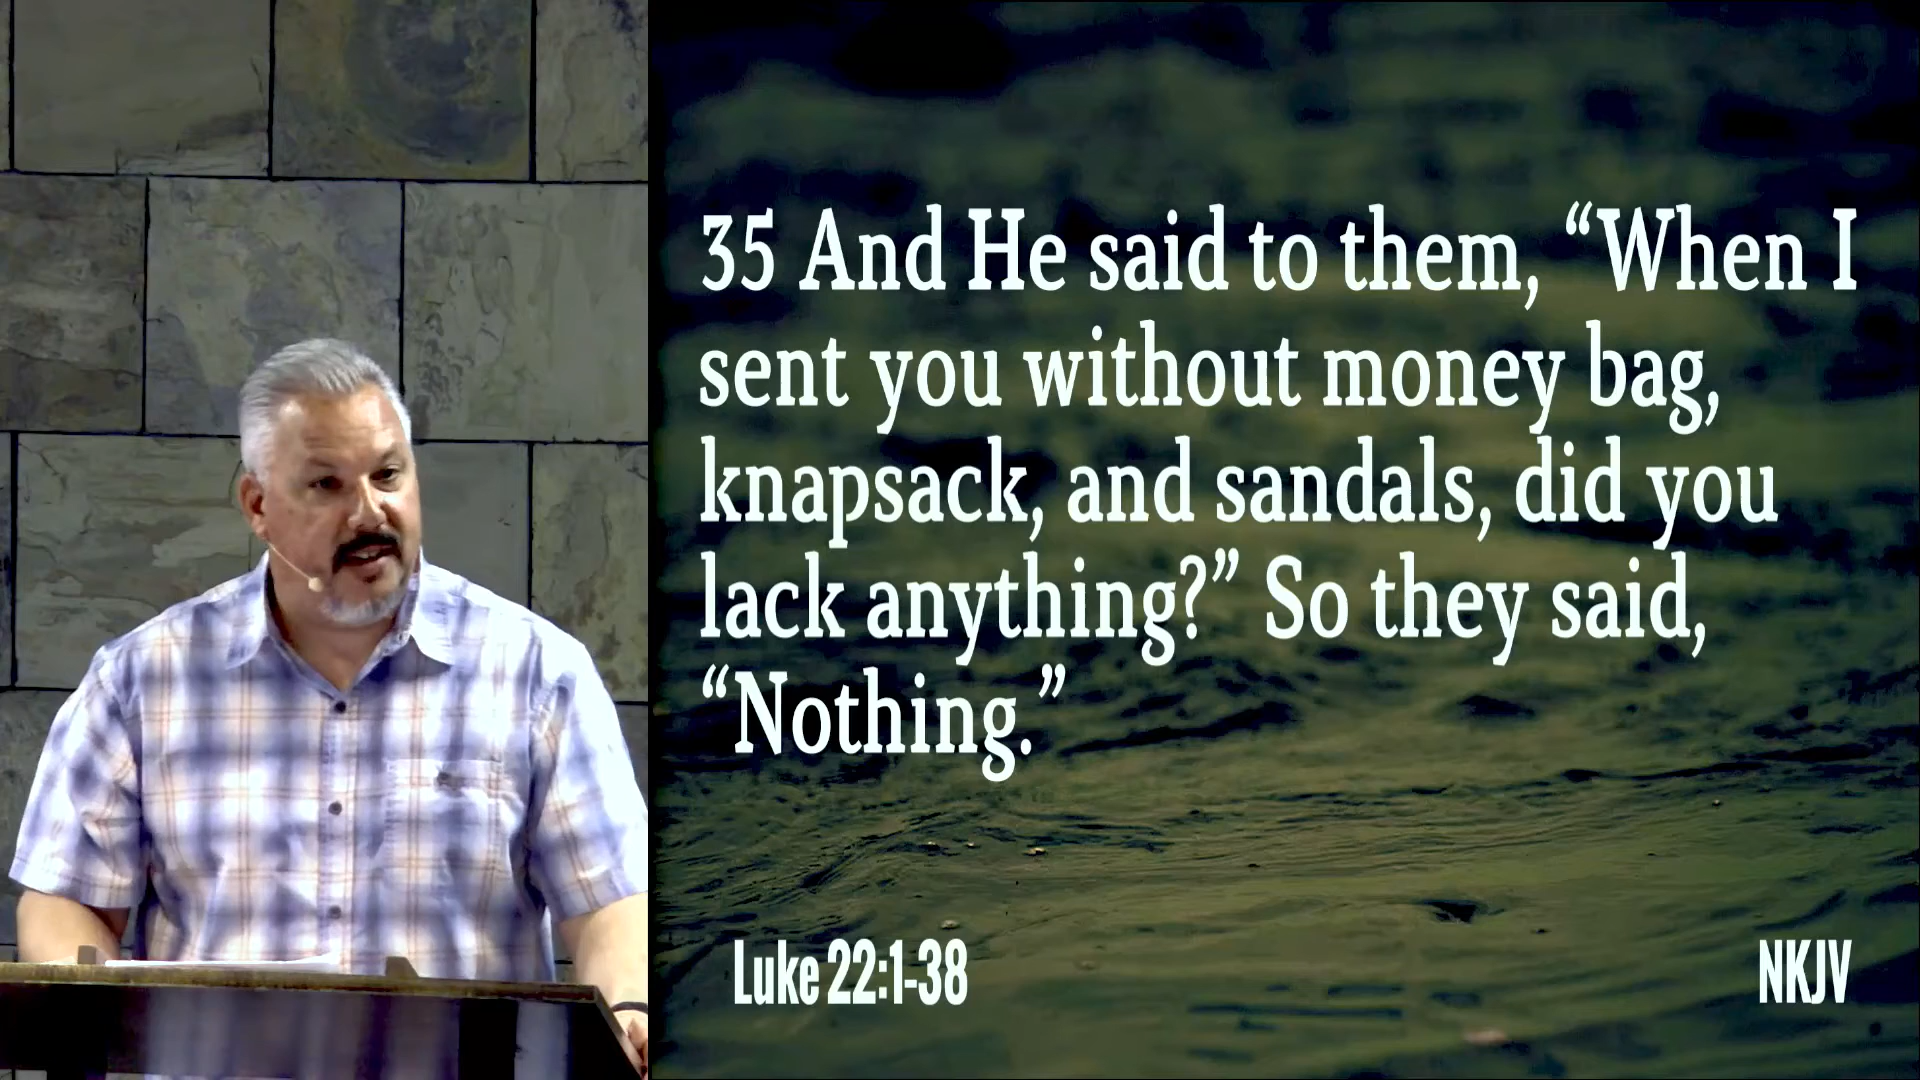 35 And He said to them, “When I
sent you without money bag,
knapsack, and sandals, did you
lack anything?” So they said,
“Nothing.”
Luke 22:1-38
NKJV